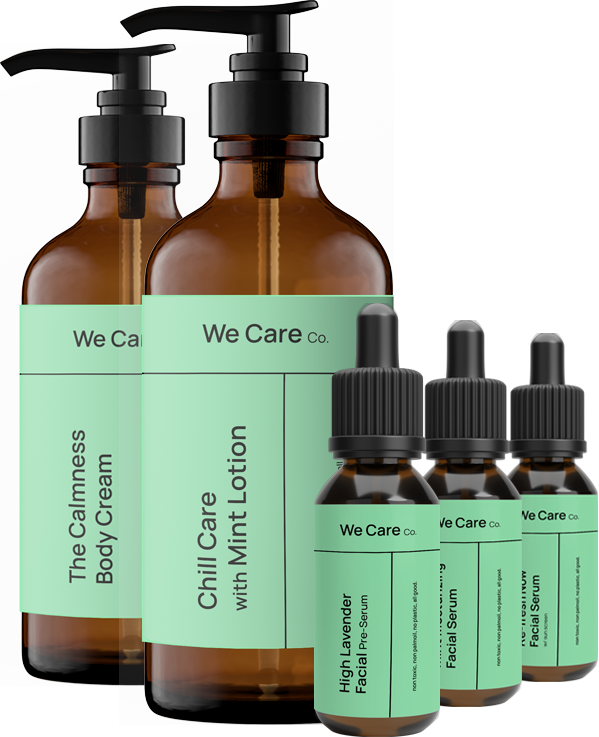 We Car
The Calmness
Body Cream
We Care Co.
Chill Care
with Mint Lotion
We Care Co.
High Lavender
Facial Pre-Serum
non toxic, non palmoil, no plastic, all good.
We Care Co.
Facial Serum
non toxic, non palmoil, no plastic, all good.
We Care Co.
Facial Serum
non toxic, non palmoil, no plastic, all good.